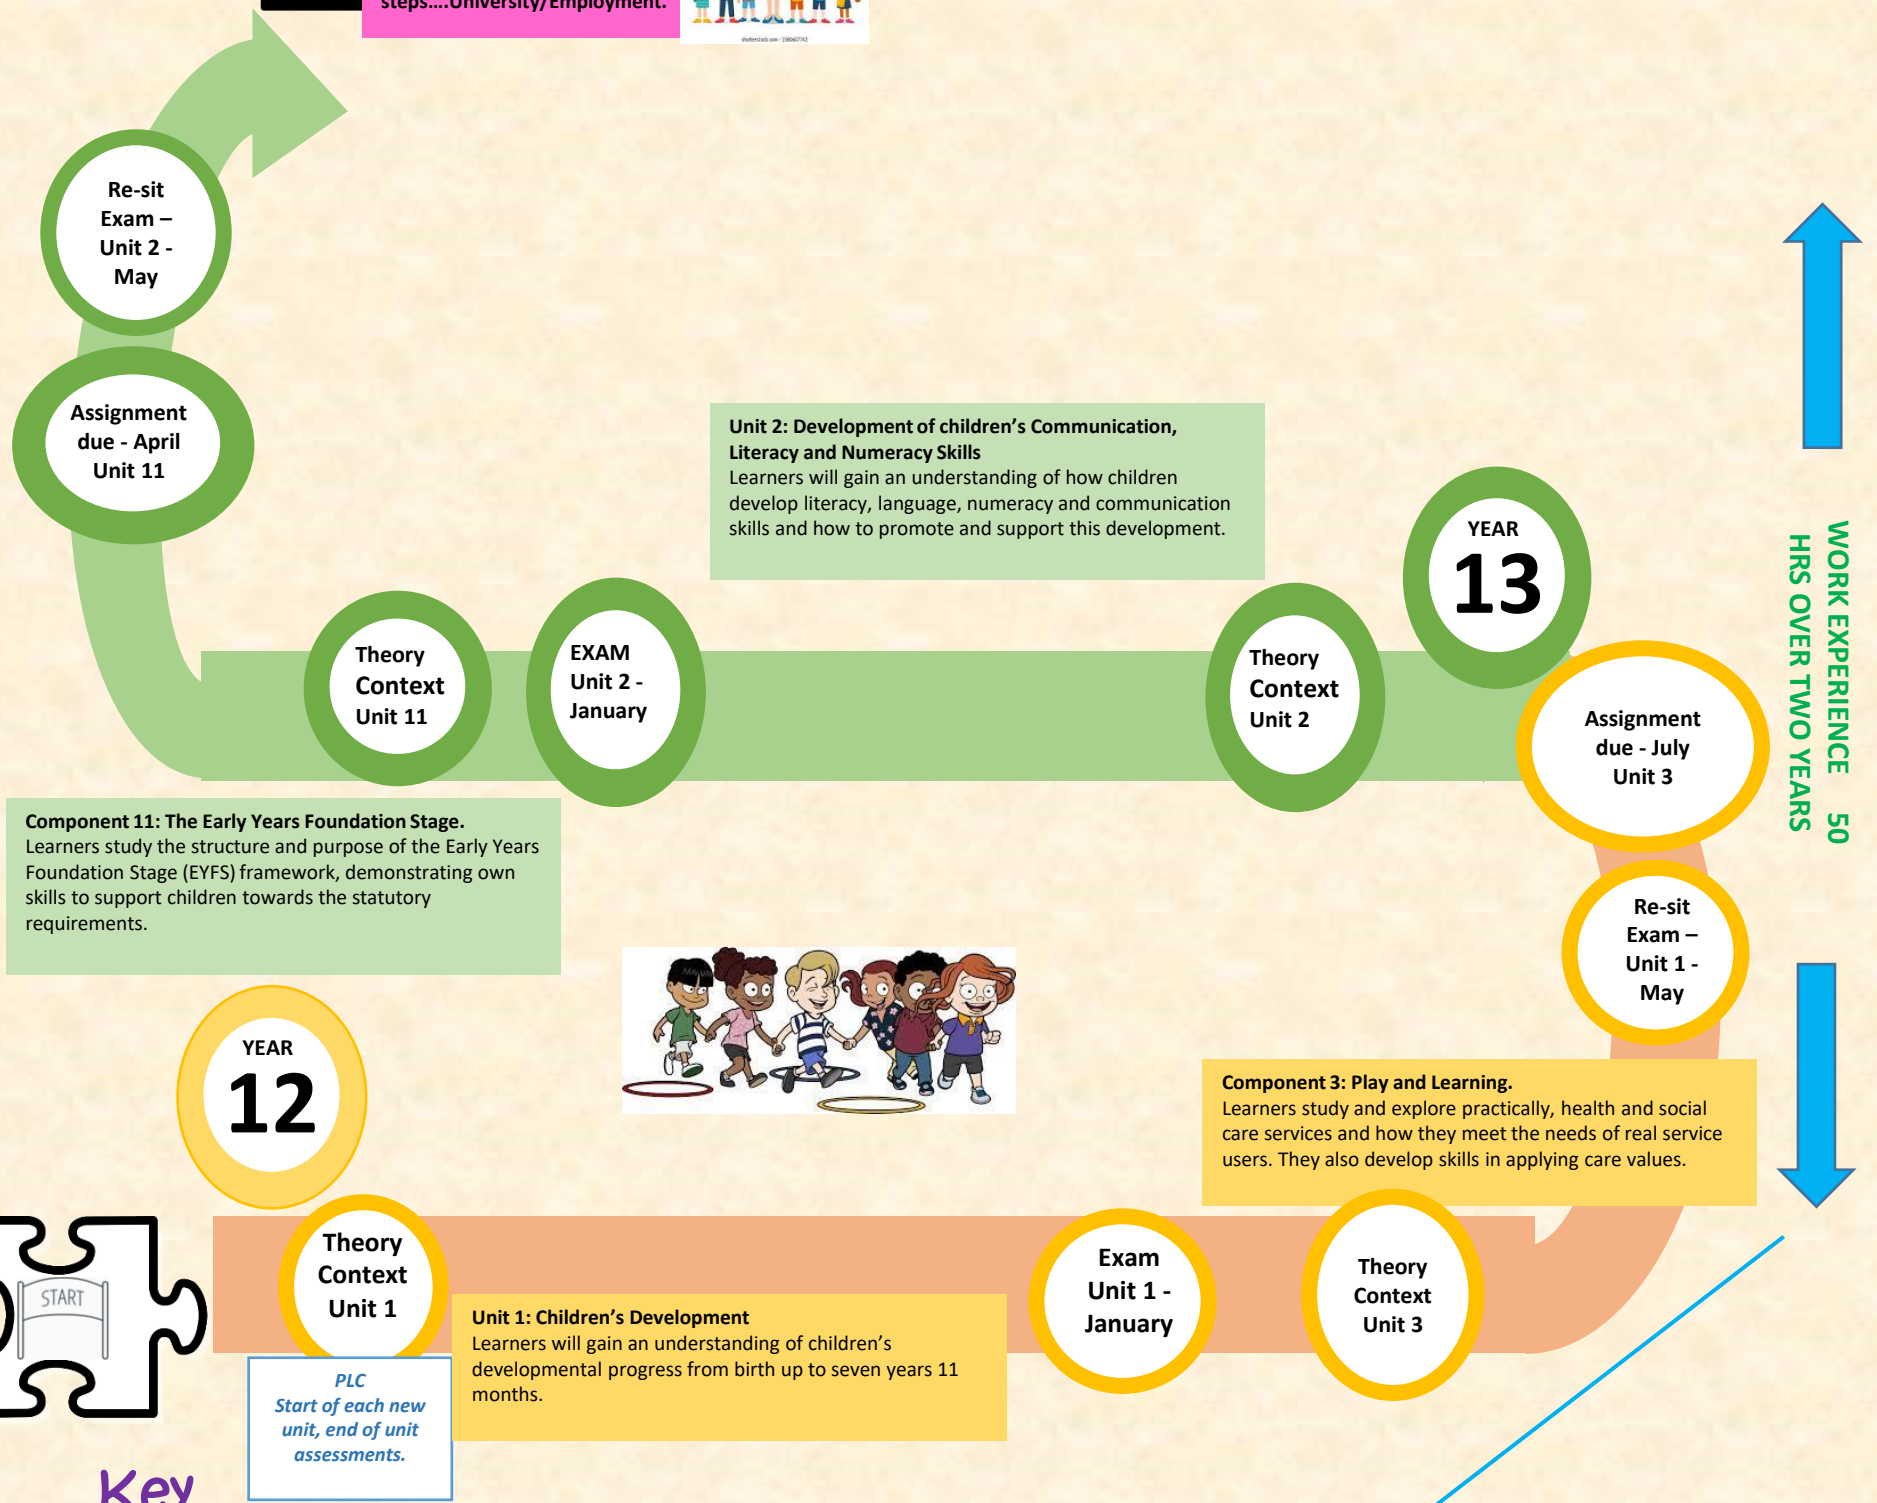 steps….University/Employment.
shutterstock.com · 1580607742
Re-sit
Exam –
Unit 2 -
May
Assignment
due - April
Unit 11
Unit 2: Development of children’s Communication,
Literacy and Numeracy Skills
Learners will gain an understanding of how children
develop literacy, language, numeracy and communication
skills and how to promote and support this development.
YEAR
13
WORK EXPERIENCE 50
HRS OVER TWO YEARS
Theory
Context
Unit 11
EXAM
Unit 2 -
January
Theory
Context
Unit 2
Assignment
due - July
Unit 3
Component 11: The Early Years Foundation Stage.
Learners study the structure and purpose of the Early Years
Foundation Stage (EYFS) framework, demonstrating own
skills to support children towards the statutory
requirements.
Re-sit
Exam –
Unit 1 -
May
YEAR
12
Component 3: Play and Learning.
Learners study and explore practically, health and social
care services and how they meet the needs of real service
users. They also develop skills in applying care values.
START
Theory
Context
Unit 1
Exam
Unit 1 -
January
Theory
Context
Unit 3
Unit 1: Children’s Development
Learners will gain an understanding of children’s
developmental progress from birth up to seven years 11
months.
PLC
Start of each new
unit, end of unit
assessments.
Key